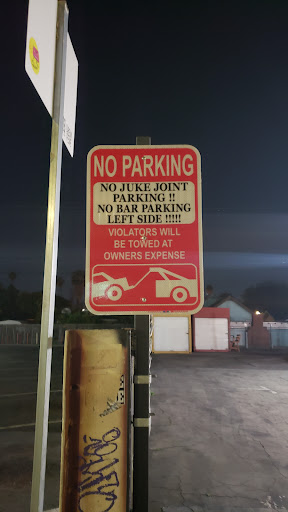 NO PARKING
NO JUKE JOINT
PARKING !!
NO BAR PARKING
LEFT SIDE !!!!!
VIOLATORS WILL
BE TOWED AT
OWNERS EXPENSE